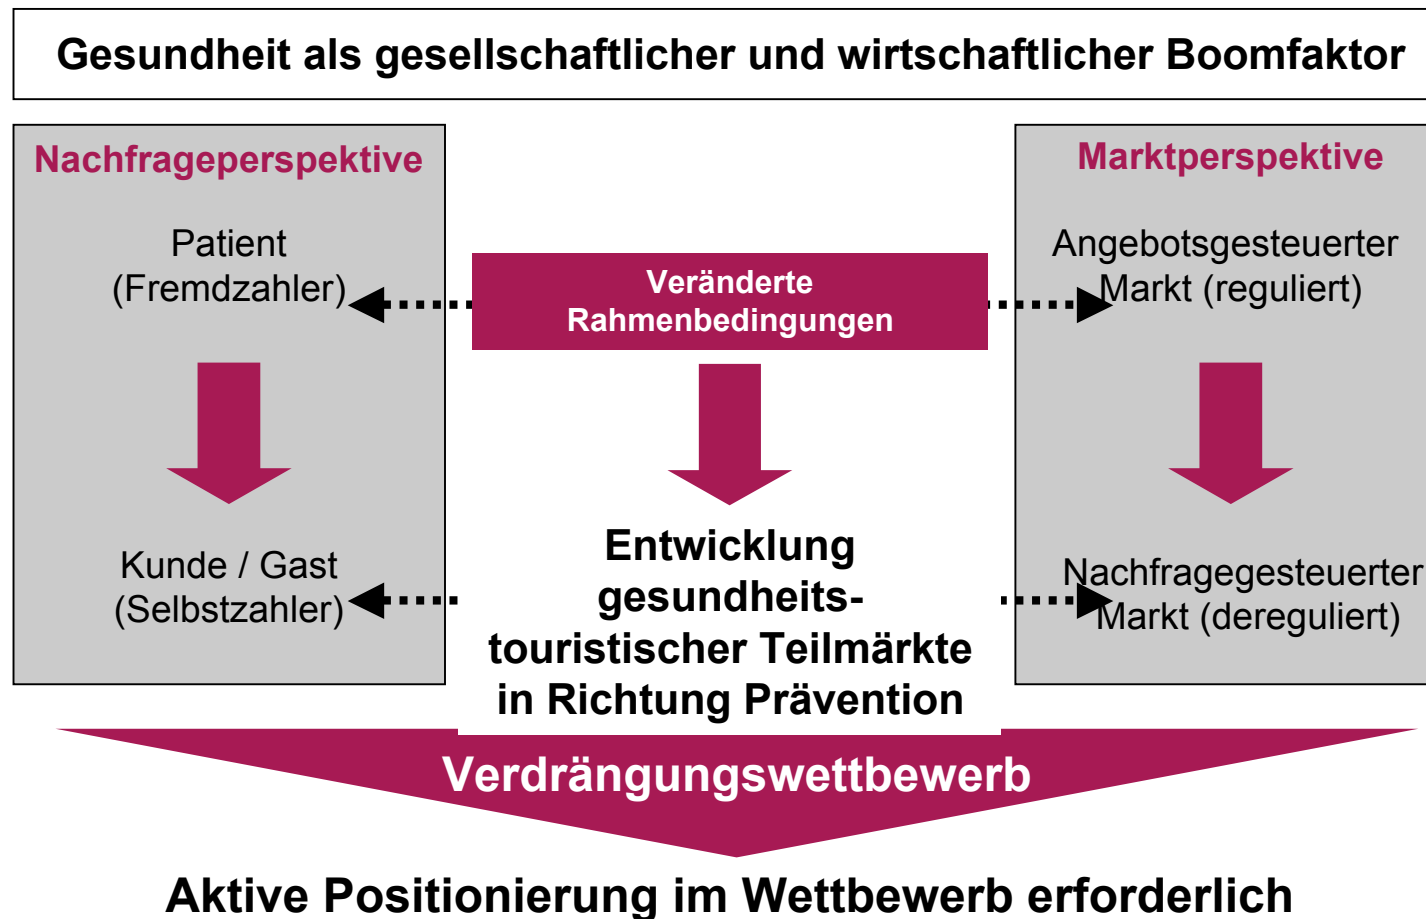 Gesundheit als gesellschaftlicher und wirtschaftlicher Boomfaktor
Nachfrageperspektive
Patient
(Fremdzahler)
Kunde / Gast
(Selbstzahler)
Veränderte
Rahmenbedingungen
Entwicklung
gesundheits-
touristischer Teilmärkte
in Richtung Prävention
Marktperspektive
Angebotsgesteuerter
Markt (reguliert)
Nachfragegesteuerter
Markt (dereguliert)
Verdrängungswettbewerb
Aktive Positionierung im Wettbewerb erforderlich